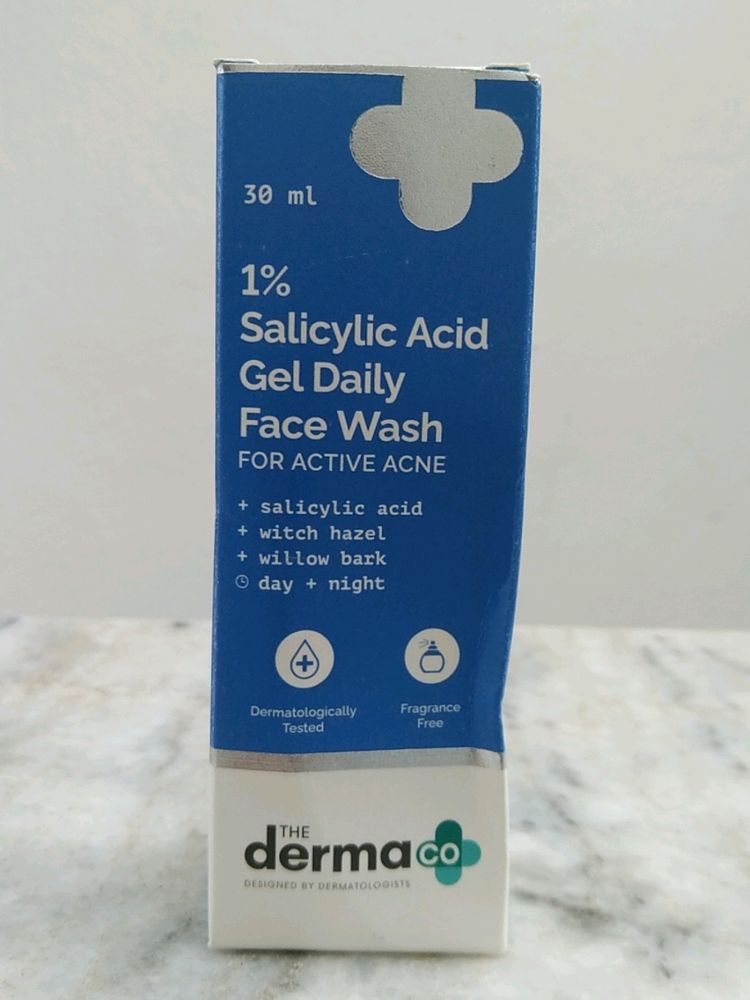 30 ml
1%
Salicylic Acid
Gel Daily
Face Wash
FOR ACTIVE ACNE
+ salicylic acid
+ witch hazel
+ willow bark
day + night
Dermatologically
Tested
Fragrance
Free
THE
derma co
DESIGNED BY DERMATOLOGISTS